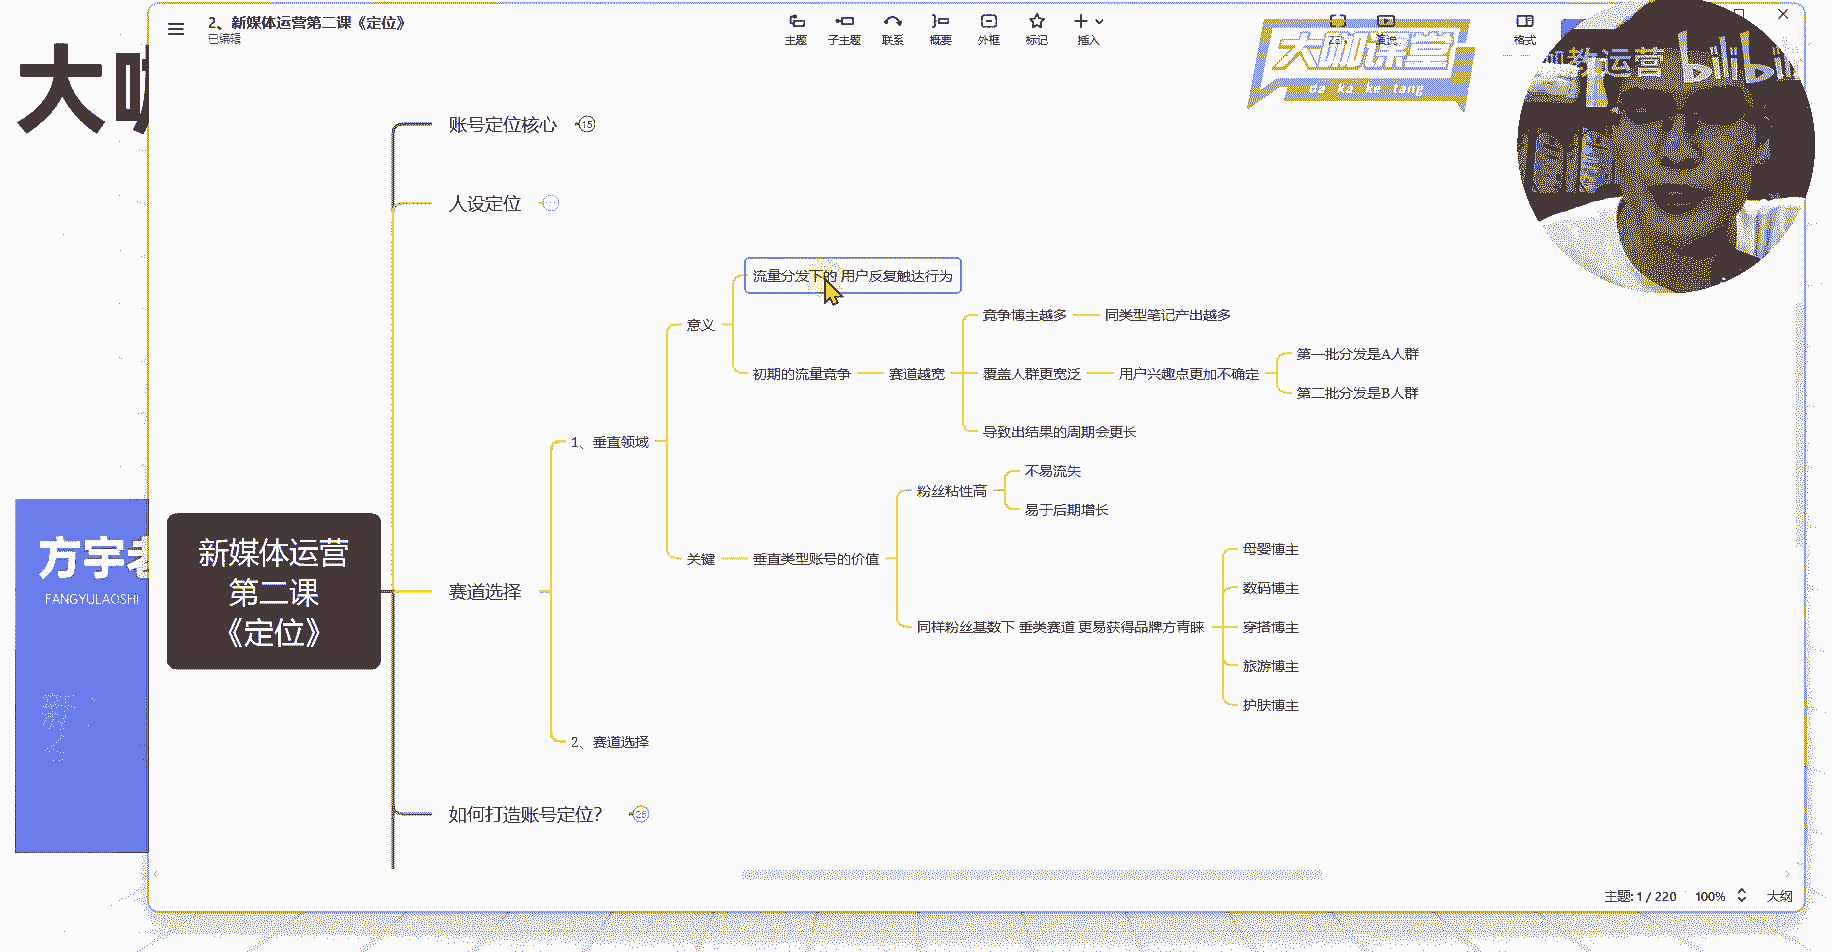 2、新媒体运营第二课《定位》
已编辑
主题
子主题
联系
概要
外框
标记
插入
格式
大咖课堂
da ka ke tang
教运营
bilibili
大
账号定位核心
15
人设定位
流量分发下的 用户反复触达行为
意义
竞争博主越多
同类型笔记产出越多
初期的流量竞争
赛道越宽
覆盖人群更宽泛
用户兴趣点更加不确定
第一批分发是A人群
第二批分发是B人群
导致出结果的周期会更长
1、垂直领域
粉丝粘性高
不易流失
易于后期增长
关键
垂直类型账号的价值
同样粉丝基数下 垂类赛道 更易获得品牌方青睐
母婴博主
数码博主
穿搭博主
旅游博主
护肤博主
新媒体运营
第二课
《定位》
赛道选择
2、赛道选择
如何打造账号定位？
28
方宇老
FANGYULAOSHI
主题: 1 / 220
100%
大纲